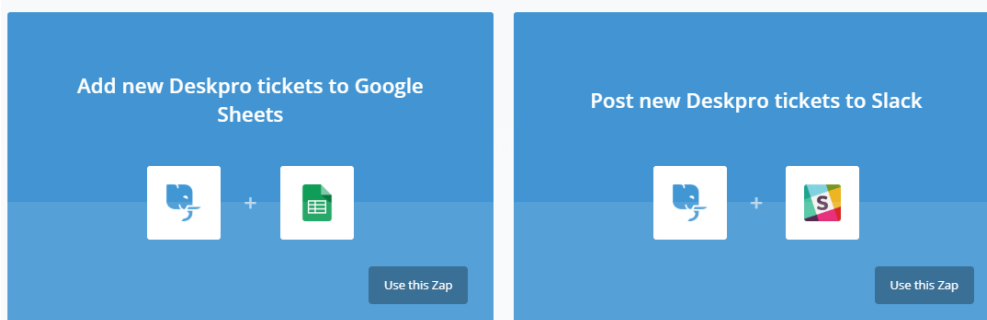 Add new Deskpro tickets to Google
Sheets
+
Use this Zap
Post new Deskpro tickets to Slack
+
S
Use this Zap